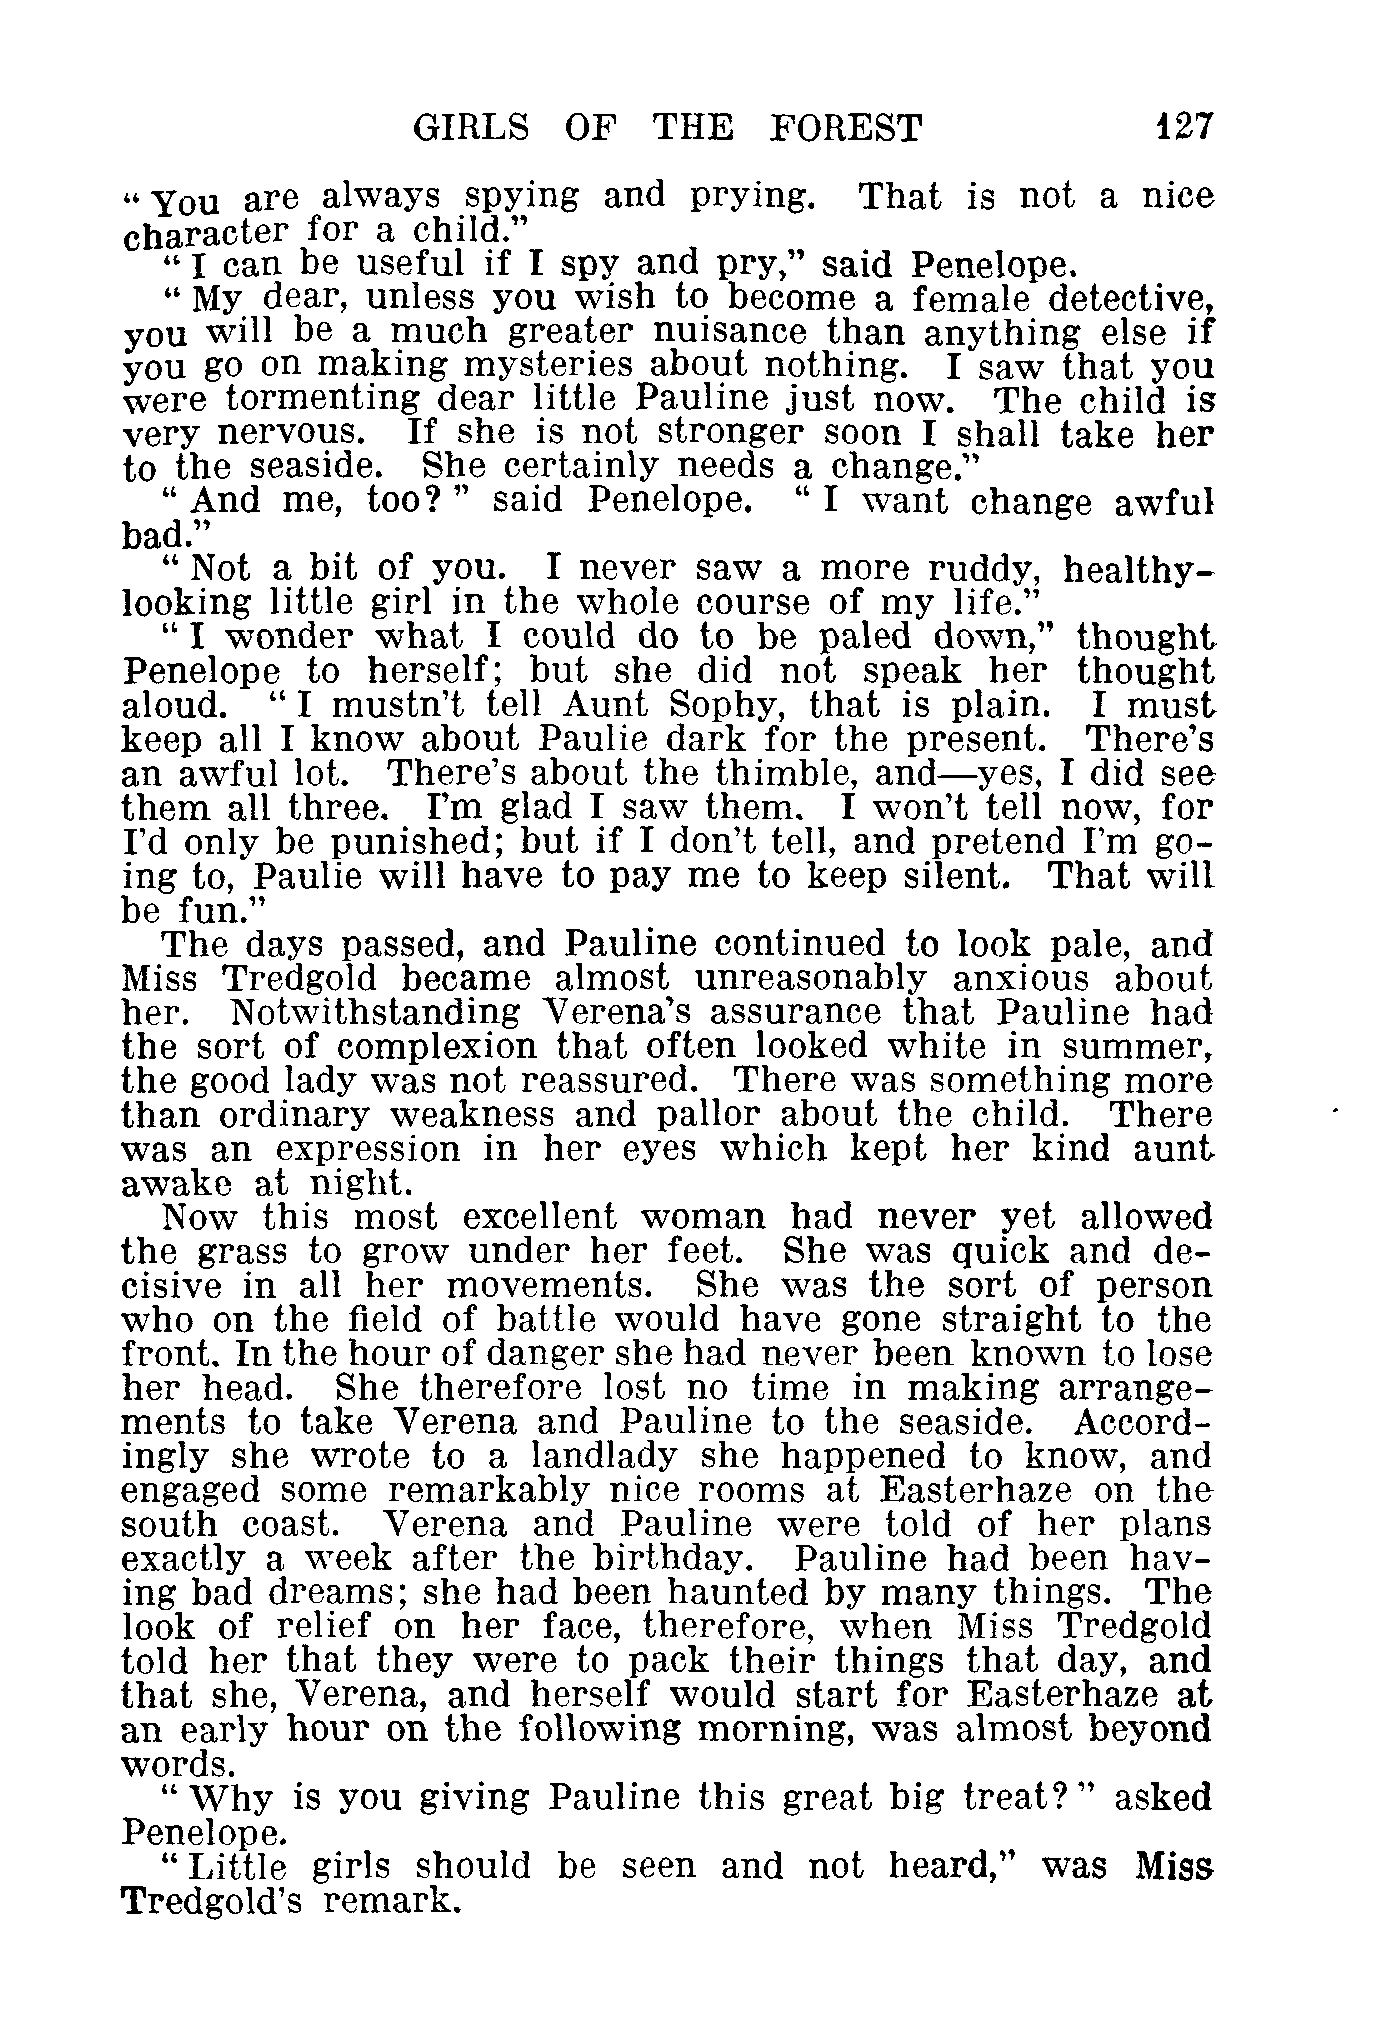 GIRLS OF THE FOREST 127
“ You are always spying and prying. That is not a nice
character for a child.”
“ I can be useful if I spy and pry,” said Penelope.
“ My dear, unless you wish to become a female detective,
you will be a much greater nuisance than anything else if
you go on making mysteries about nothing. I saw that you
were tormenting dear little Pauline just now. The child is
very nervous. If she is not stronger soon I shall take her
to the seaside. She certainly needs a change.”
“ And me, too? ” said Penelope. “ I want change awful
bad.”
“ Not a bit of you. I never saw a more ruddy, healthy-
looking little girl in the whole course of my life.”
“ I wonder what I could do to be paled down,” thought
Penelope to herself; but she did not speak her thought
aloud. “ I mustn’t tell Aunt Sophy, that is plain. I must
keep all I know about Paulie dark for the present. There’s
an awful lot. There’s about the thimble, and—yes, I did see
them all three. I’m glad I saw them. I won’t tell now, for
I’d only be punished; but if I don’t tell, and pretend I’m go-
ing to, Paulie will have to pay me to keep silent. That will
be fun.”
The days passed, and Pauline continued to look pale, and
Miss Tredgold became almost unreasonably anxious about
her. Notwithstanding Verena’s assurance that Pauline had
the sort of complexion that often looked white in summer,
the good lady was not reassured. There was something more
than ordinary weakness and pallor about the child. There
was an expression in her eyes which kept her kind aunt
awake at night.
Now this most excellent woman had never yet allowed
the grass to grow under her feet. She was quick and de-
cisive in all her movements. She was the sort of person
who on the field of battle would have gone straight to the
front. In the hour of danger she had never been known to lose
her head. She therefore lost no time in making arrange-
ments to take Verena and Pauline to the seaside. Accord-
ingly she wrote to a landlady she happened to know, and
engaged some remarkably nice rooms at Easterhaze on the
south coast. Verena and Pauline were told of her plans
exactly a week after the birthday. Pauline had been hav-
ing bad dreams; she had been haunted by many things. The
look of relief on her face, therefore, when Miss Tredgold
told her that they were to pack their things that day, and
that she, Verena, and herself would start for Easterhaze at
an early hour on the following morning, was almost beyond
words.
“ Why is you giving Pauline this great big treat? ” asked
Penelope.
“ Little girls should be seen and not heard,” was Miss
Tredgold’s remark.